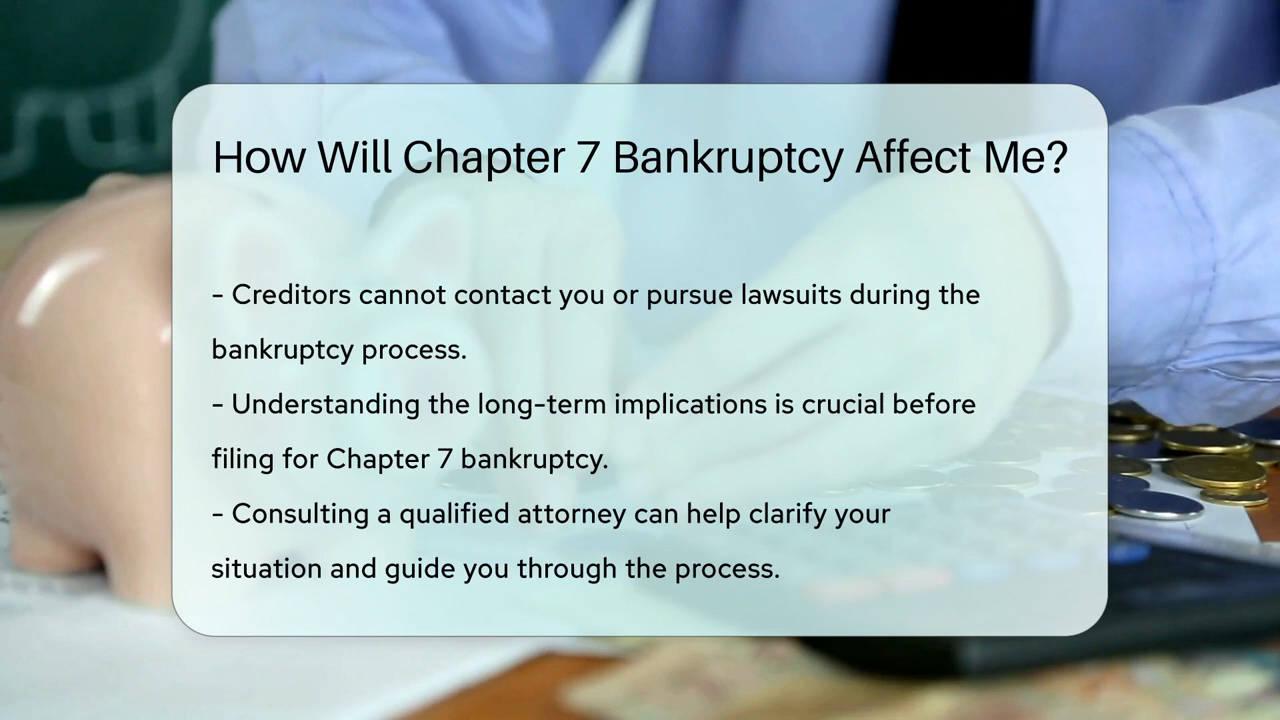 How Will Chapter 7 Bankruptcy Affect Me?
- Creditors cannot contact you or pursue lawsuits during the
bankruptcy process.
- Understanding the long-term implications is crucial before
filing for Chapter 7 bankruptcy.
- Consulting a qualified attorney can help clarify your
situation and guide you through the process.